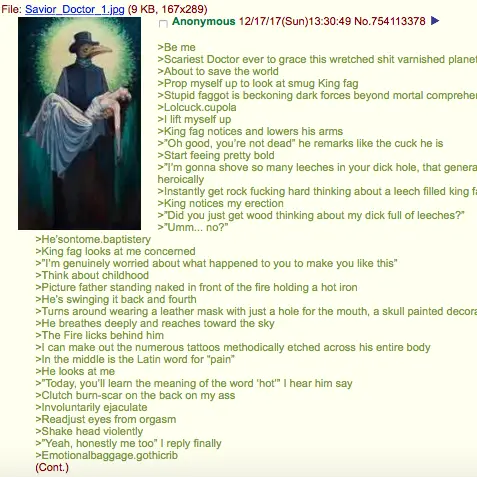 File: Savior_Doctor_1.jpg (9 KB, 167x289)
Anonymous 12/17/17(Sun)13:30:49 No.754113378
>Be me
>Scariest Doctor ever to grace this wretched shit varnished planet
>About to save the world
>Prop myself up to look at smug King fag
>Stupid faggot is beckoning dark forces beyond mortal comprehe
>Lolcuck.cupola
>I lift myself up
>King fag notices and lowers his arms
>"Oh good, you're not dead" he remarks like the cuck he is
>Start feeing pretty bold
>"I'm gonna shove so many leeches in your dick hole, that genera
heroically
>Instantly get rock fucking hard thinking about a leech filled king fa
>King notices my erection
>"Did you just get wood thinking about my dick full of leeches?"
>"Umm... no?"
>He'sontome.baptistery
>King fag looks at me concerned
>"I'm genuinely worried about what happened to you to make you like this"
>Think about childhood
>Picture father standing naked in front of the fire holding a hot iron
>He's swinging it back and fourth
>Turns around wearing a leather mask with just a hole for the mouth, a skull painted decora
>He breathes deeply and reaches toward the sky
>The Fire licks behind him
>I can make out the numerous tattoos methodically etched across his entire body
>In the middle is the Latin word for "pain"
>He looks at me
>"Today, you'll learn the meaning of the word 'hot'" I hear him say
>Clutch burn-scar on the back on my ass
>Involuntarily ejaculate
>Readjust eyes from orgasm
>Shake head violently
>"Yeah, honestly me too" I reply finally
>Emotionalbaggage.gothicrib
(Cont.)